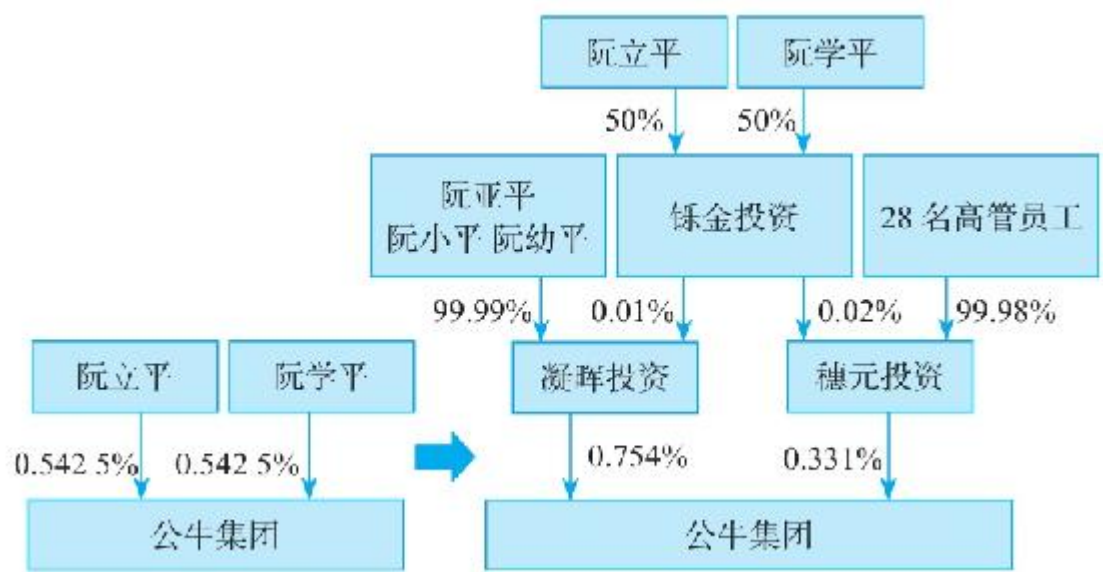 阮立平
阮学平
50%
50%
阮亚平
阮小平 阮幼平
铄金投资
28 名高管员工
99.99%
0.01%
0.02%
99.98%
阮立平
阮学平
凝晖投资
穗元投资
0.542 5%
0.542 5%
0.754%
0.331%
公牛集团
公牛集团